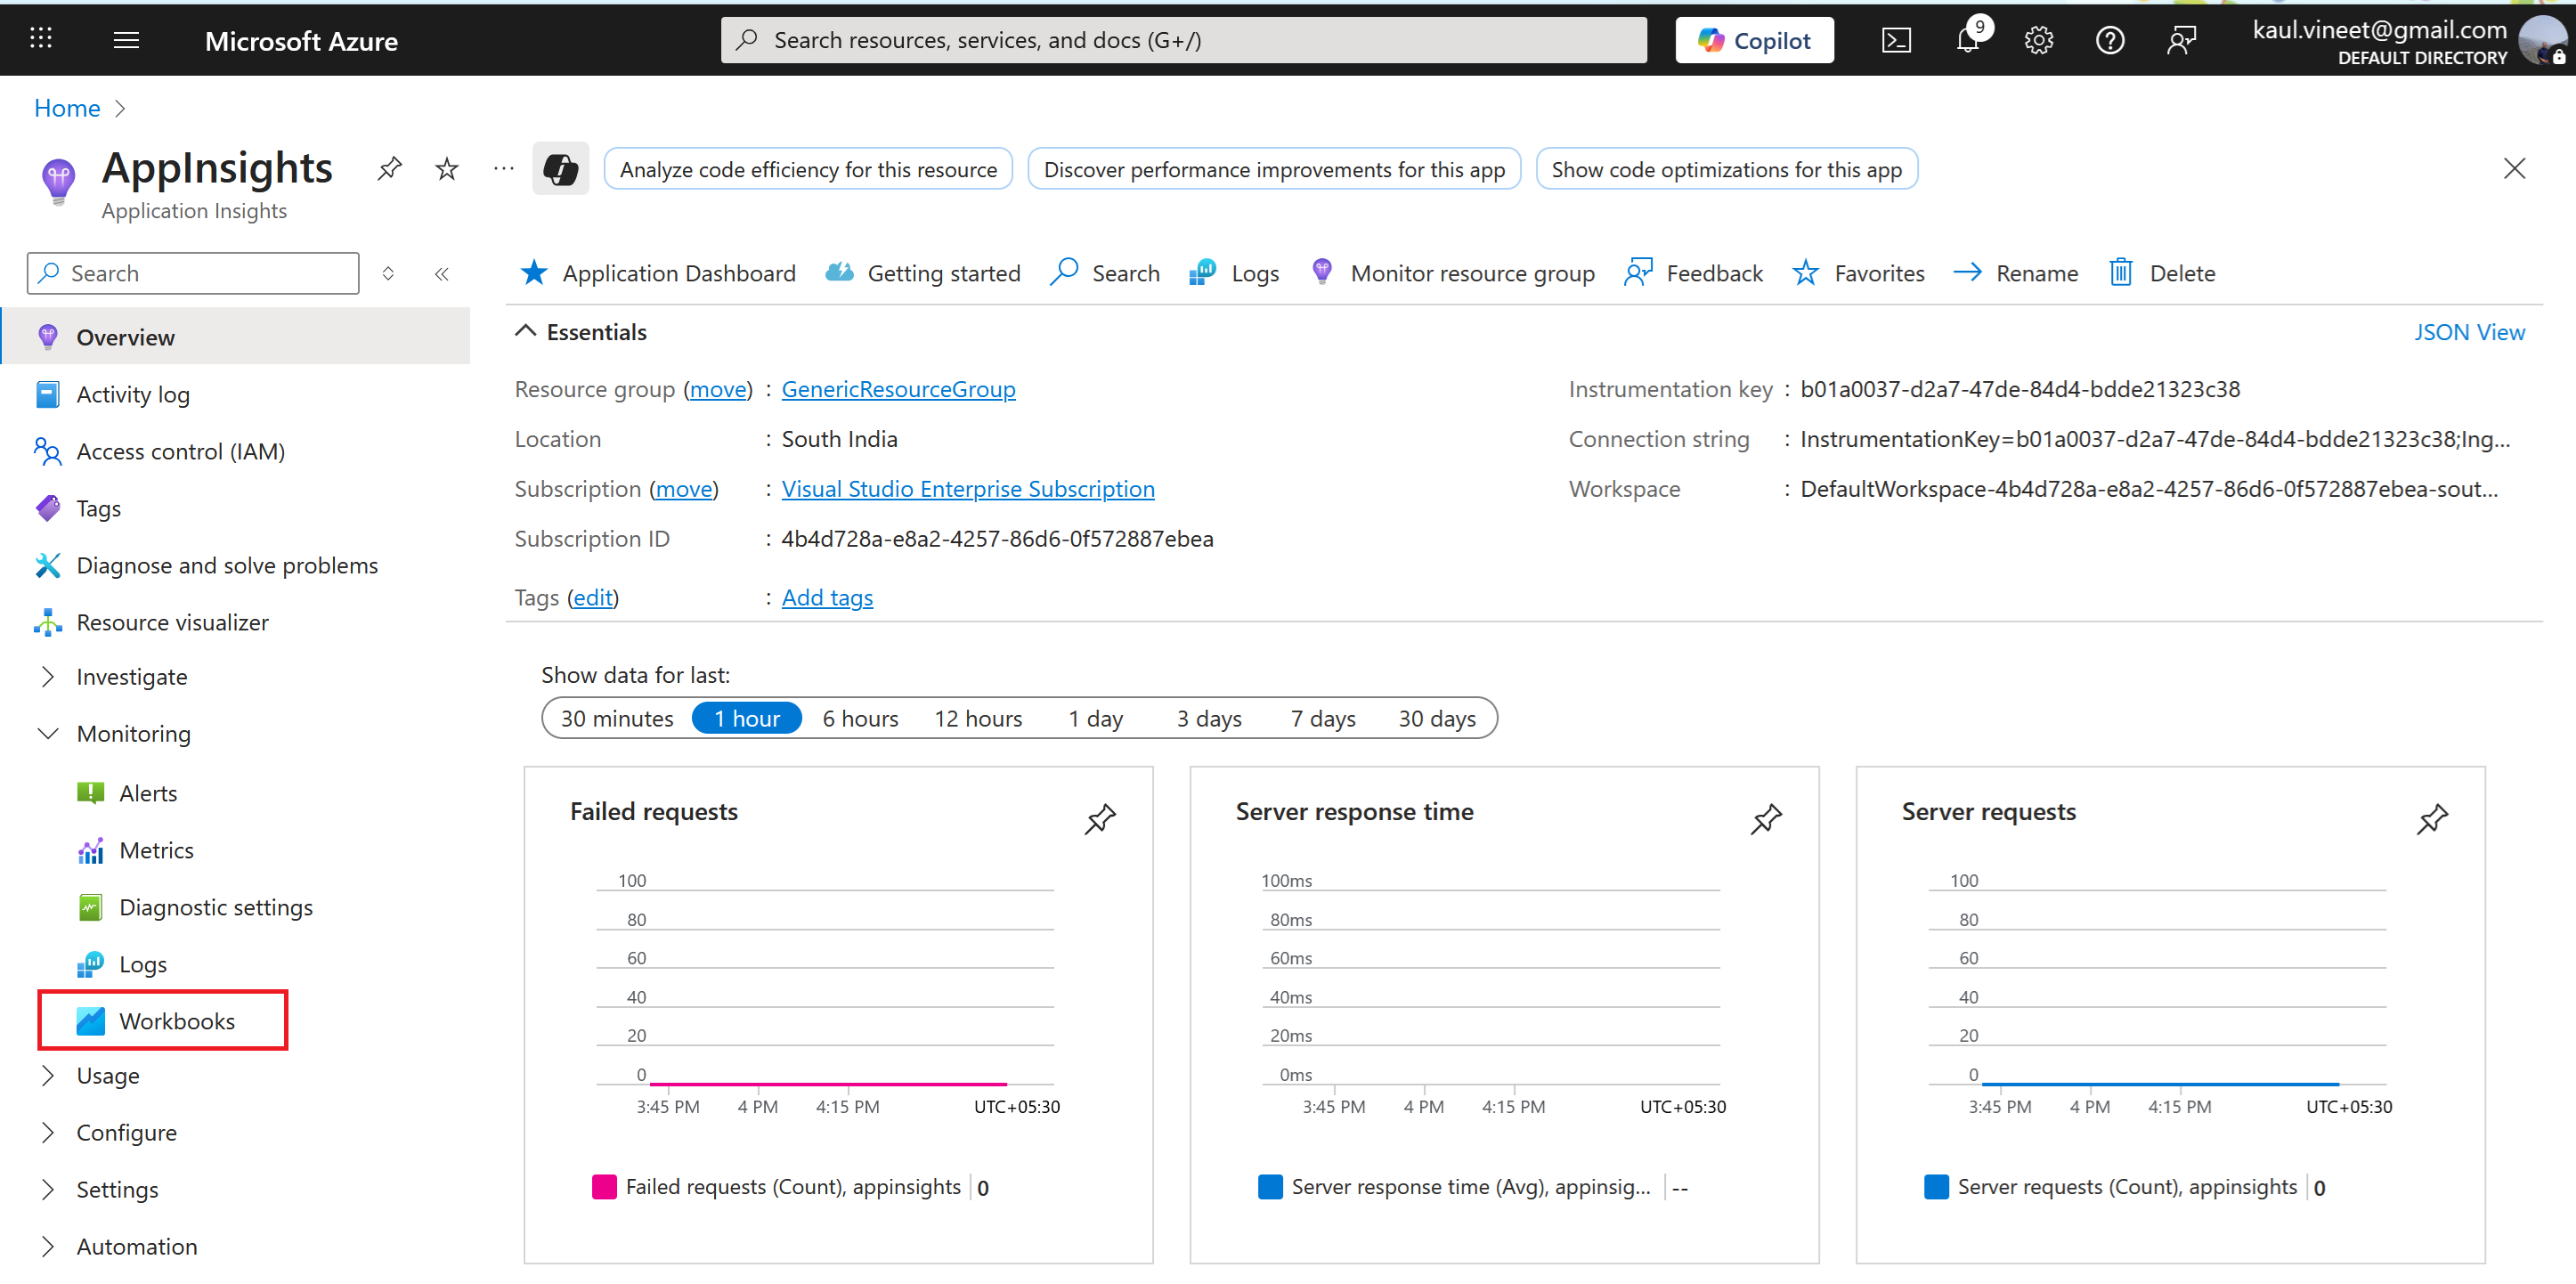 Microsoft Azure
Search resources, services, and docs (G+/)
Copilot
9
kaul.vineet@gmail.com
DEFAULT DIRECTORY
Home
AppInsights
Application Insights
Analyze code efficiency for this resource
Discover performance improvements for this app
Show code optimizations for this app
Search
Overview
Activity log
Access control (IAM)
Tags
Diagnose and solve problems
Resource visualizer
Investigate
Monitoring
Alerts
Metrics
Diagnostic settings
Logs
Workbooks
Usage
Configure
Settings
Automation
Application Dashboard
Getting started
Search
Logs
Monitor resource group
Feedback
Favorites
Rename
Delete
Essentials
JSON View
Resource group (move) : GenericResourceGroup
Location : South India
Subscription (move) : Visual Studio Enterprise Subscription
Subscription ID : 4b4d728a-e8a2-4257-86d6-0f572887ebea
Tags (edit) : Add tags
Instrumentation key : b01a0037-d2a7-47de-84d4-bdde21323c38
Connection string : InstrumentationKey=b01a0037-d2a7-47de-84d4-bdde21323c38;Ing...
Workspace : DefaultWorkspace-4b4d728a-e8a2-4257-86d6-0f572887ebea-sout...
Show data for last:
30 minutes
1 hour
6 hours
12 hours
1 day
3 days
7 days
30 days
Failed requests
100
80
60
40
20
0
3:45 PM 4 PM 4:15 PM UTC+05:30
Failed requests (Count), appinsights 0
Server response time
100ms
80ms
60ms
40ms
20ms
0ms
3:45 PM 4 PM 4:15 PM UTC+05:30
Server response time (Avg), appinsig... --
Server requests
100
80
60
40
20
0
3:45 PM 4 PM 4:15 PM UTC+05:30
Server requests (Count), appinsights 0